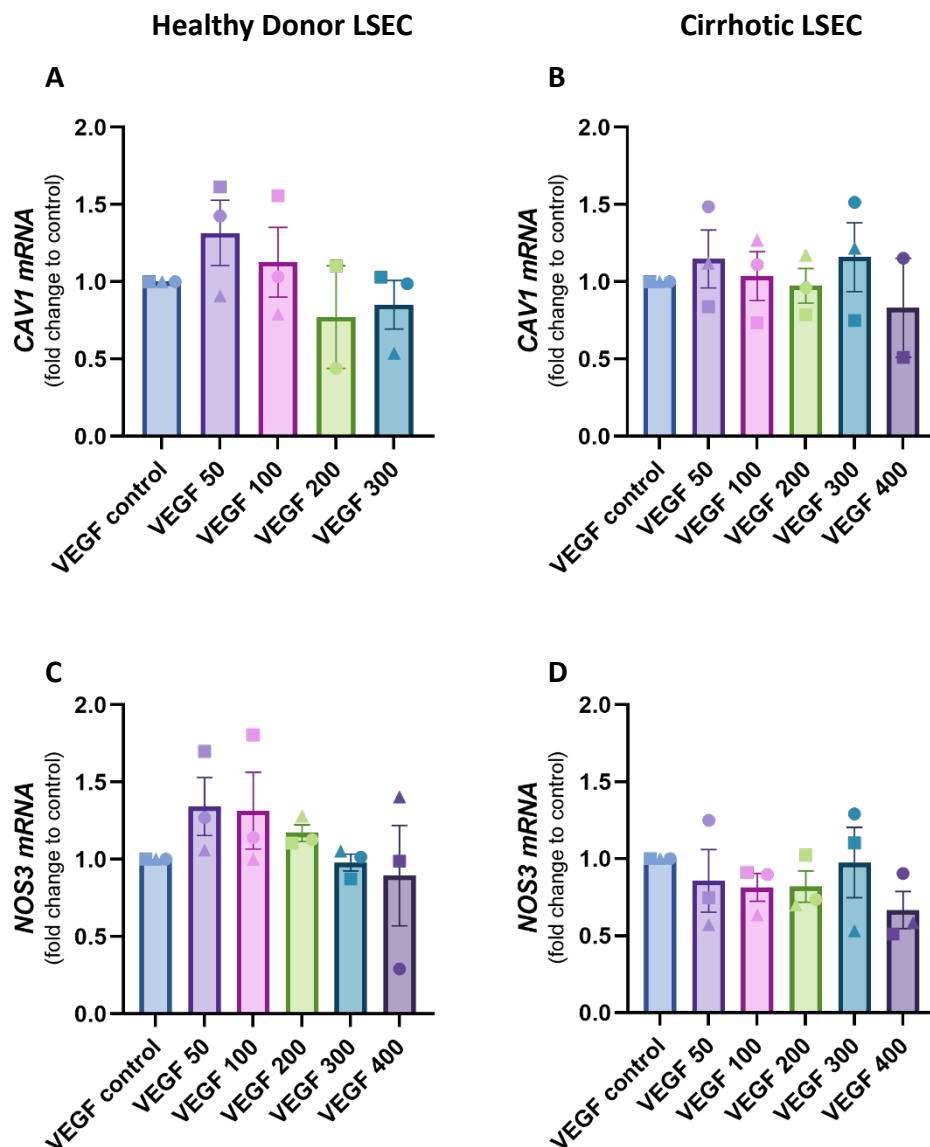 Healthy Donor LSEC
Cirrhotic LSEC
A
CAV1 mRNA
(fold change to control)
2.0
1.5
1.0
0.5
0.0
VEGF control
VEGF 50
VEGF 100
VEGF 200
VEGF 300
B
CAV1 mRNA
(fold change to control)
2.0
1.5
1.0
0.5
0.0
VEGF control
VEGF 50
VEGF 100
VEGF 200
VEGF 300
VEGF 400
C
NOS3 mRNA
(fold change to control)
2.0
1.5
1.0
0.5
0.0
VEGF control
VEGF 50
VEGF 100
VEGF 200
VEGF 300
VEGF 400
D
NOS3 mRNA
(fold change to control)
2.0
1.5
1.0
0.5
0.0
VEGF control
VEGF 50
VEGF 100
VEGF 200
VEGF 300
VEGF 400